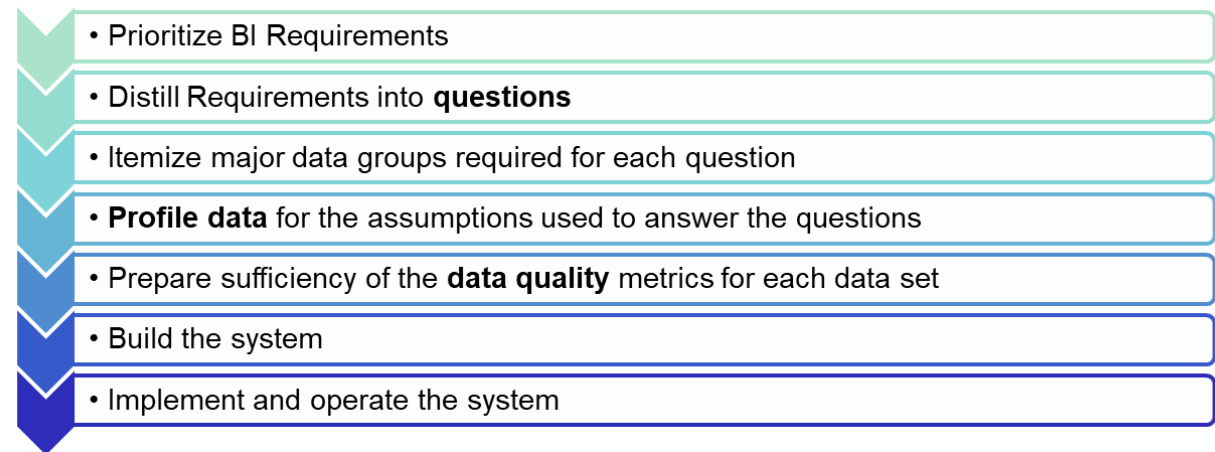 • Prioritize BI Requirements
• Distill Requirements into questions
• Itemize major data groups required for each question
• Profile data for the assumptions used to answer the questions
• Prepare sufficiency of the data quality metrics for each data set
• Build the system
• Implement and operate the system